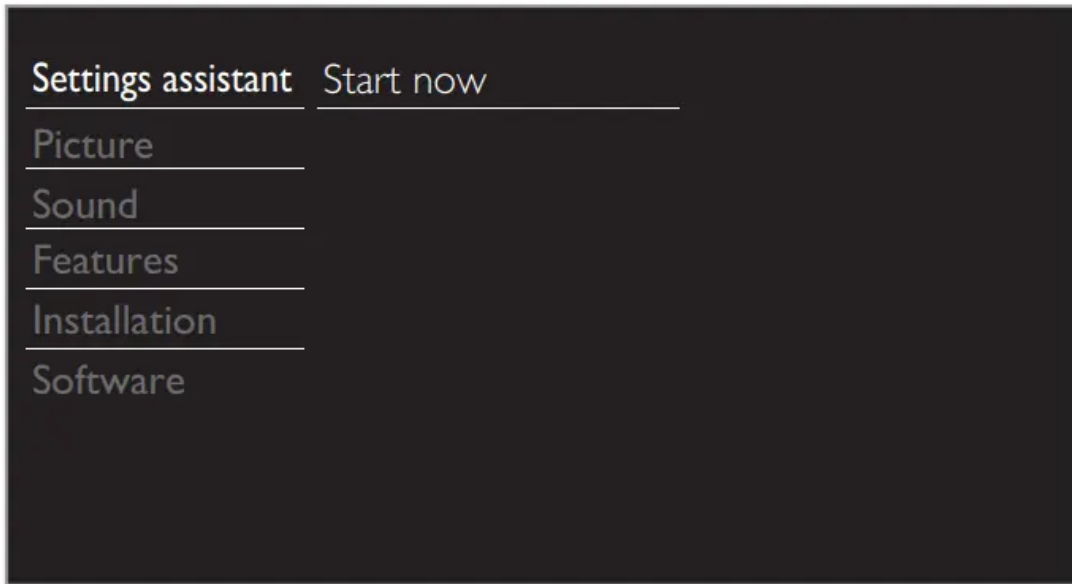 Settings assistant Start now
Picture
Sound
Features
Installation
Software